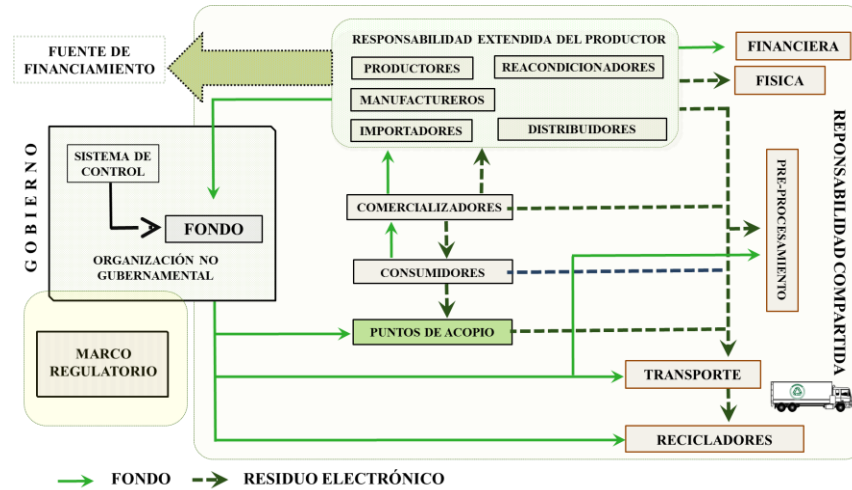 FUENTE DE
FINANCIAMIENTO
RESPONSABILIDAD EXTENDIDA DEL PRODUCTOR
PRODUCTORES
REACONDICIONADORES
MANUFACTUREROS
IMPORTADORES
DISTRIBUIDORES
FINANCIERA
FISICA
GOBIERNO
SISTEMA DE
CONTROL
FONDO
ORGANIZACIÓN NO
GUBERNAMENTAL
COMERCIALIZADORES
CONSUMIDORES
PUNTOS DE ACOPIO
PRE-PROCESAMIENTO
REPONSABILIDAD COMPARTIDA
MARCO
REGULATORIO
TRANSPORTE
RECICLADORES
FONDO
RESIDUO ELECTRÓNICO